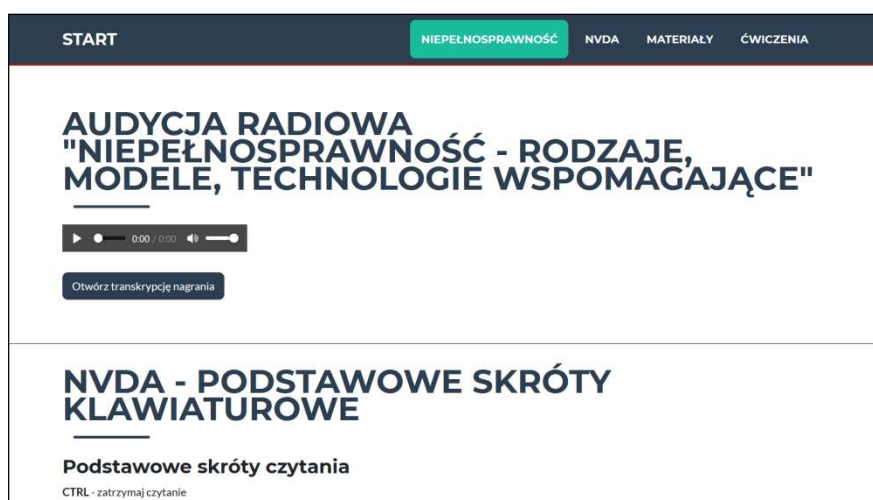 START NIEPEŁNOSPRAWNOŚĆ NVDA MATERIAŁY ĆWICZENIA
AUDYCJA RADIOWA
"NIEPEŁNOSPRAWNOŚĆ - RODZAJE,
MODELE, TECHNOLOGIE WSPOMAGAJĄCE"
0:00 / 0:00
Otwórz transkrypcję nagrania
NVDA - PODSTAWOWE SKRÓTY
KLAWIATUROWE
Podstawowe skróty czytania
CTRL - zatrzymaj czytanie